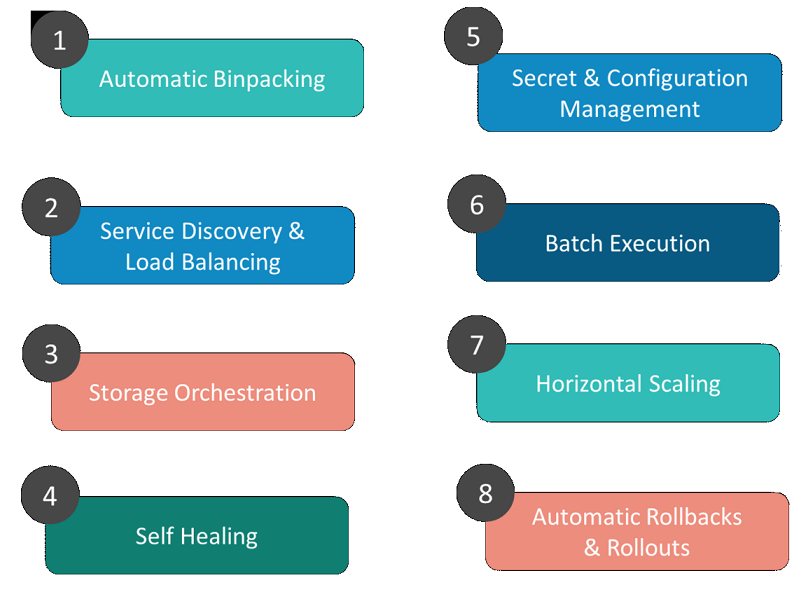 1
Automatic Binpacking
2
Service Discovery &
Load Balancing
3
Storage Orchestration
4
Self Healing
5
Secret & Configuration
Management
6
Batch Execution
7
Horizontal Scaling
8
Automatic Rollbacks
& Rollouts